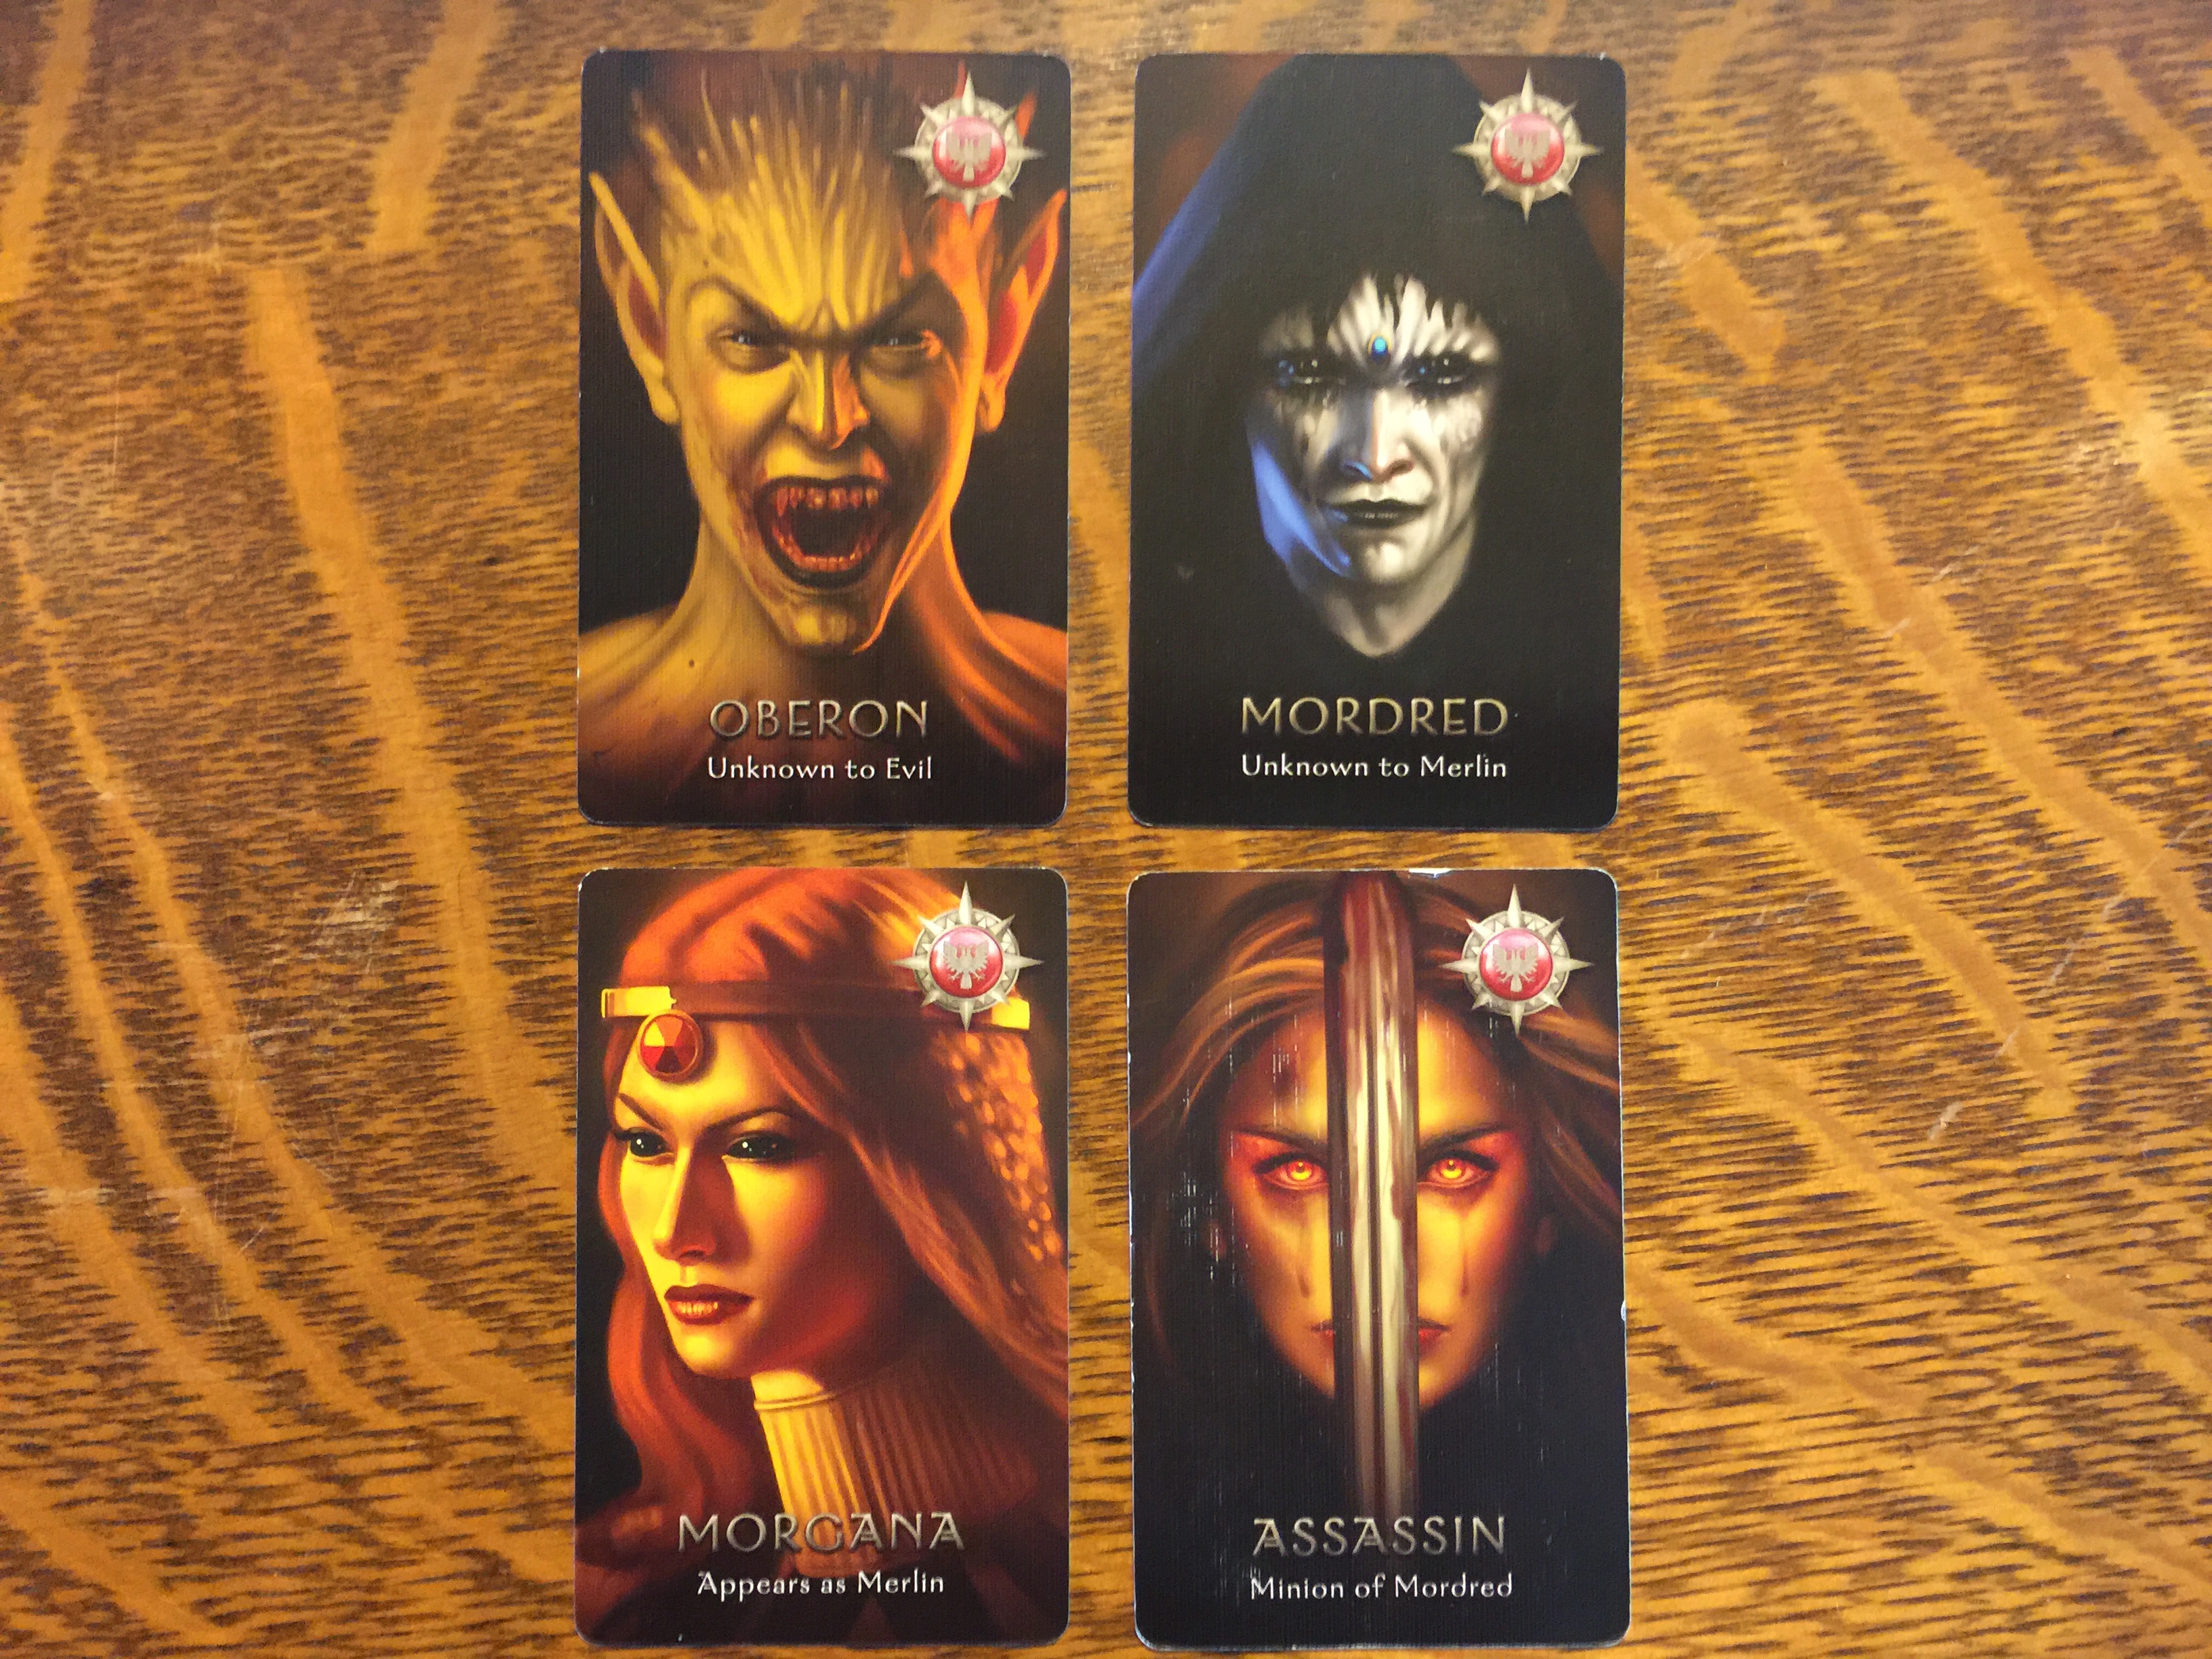 OBERON
Unknown to Evil
MORDRED
Unknown to Merlin
MORGANA
Appears as Merlin
ASSASSIN
Minion of Mordred